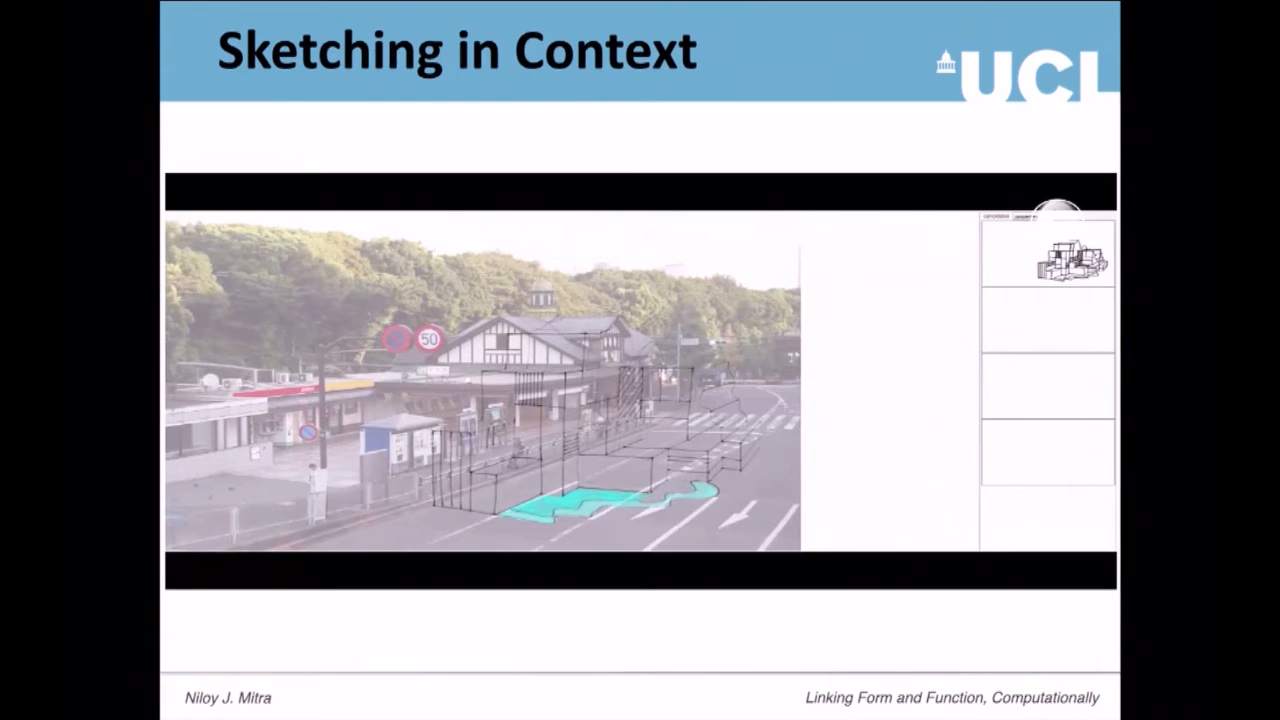 Sketching in Context
UCL
50
Niloy J. Mitra
Linking Form and Function, Computationally